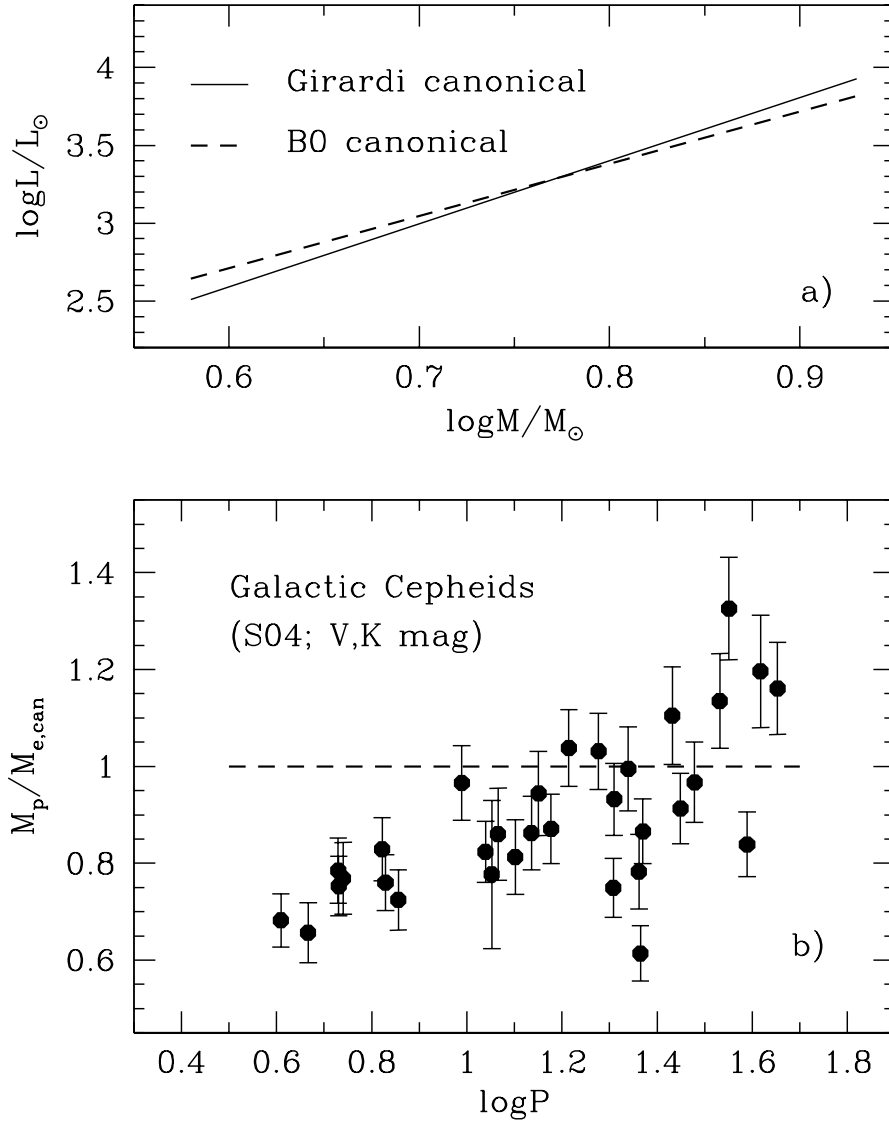 4
3.5
3
2.5
logL/L☉
Girardi canonical
B0 canonical
a)
0.6 0.7 0.8 0.9
logM/M☉
1.4
1.2
1
0.8
0.6
M_p/M_e,can
Galactic Cepheids
(S04; V,K mag)
b)
0.4 0.6 0.8 1 1.2 1.4 1.6 1.8
logP